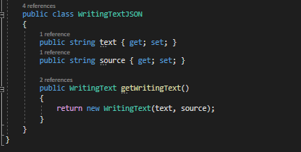 4 references
public class WritingTextJSON
{
1 reference
public string text { get; set; }
1 reference
public string source { get; set; }
2 references
public WritingText getWritingText()
{
return new WritingText(text, source);
}
}
}